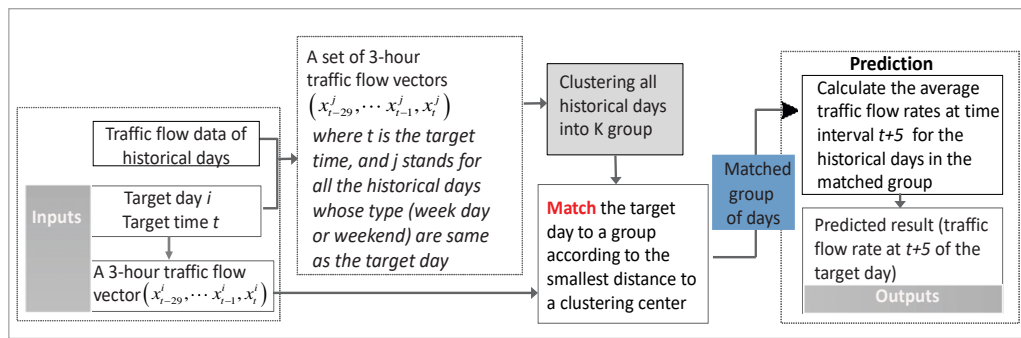 Traffic flow data of
historical days
Inputs
Target day i
Target time t
A 3-hour traffic flow
vector(x^i_{t-29},⋯ x^i_{t-1}, x^i_t)
A set of 3-hour
traffic flow vectors
(x^j_{t-29},⋯ x^j_{t-1}, x^j_t)
where t is the target
time, and j stands for
all the historical days
whose type (week day
or weekend) are same
as the target day
Clustering all
historical days
into K group
Match the target
day to a group
according to the
smallest distance to
a clustering center
Matched
group
of days
Prediction
Calculate the average
traffic flow rates at time
interval t+5 for the
historical days in the
matched group
Predicted result (traffic
flow rate at t+5 of the
target day)
Outputs